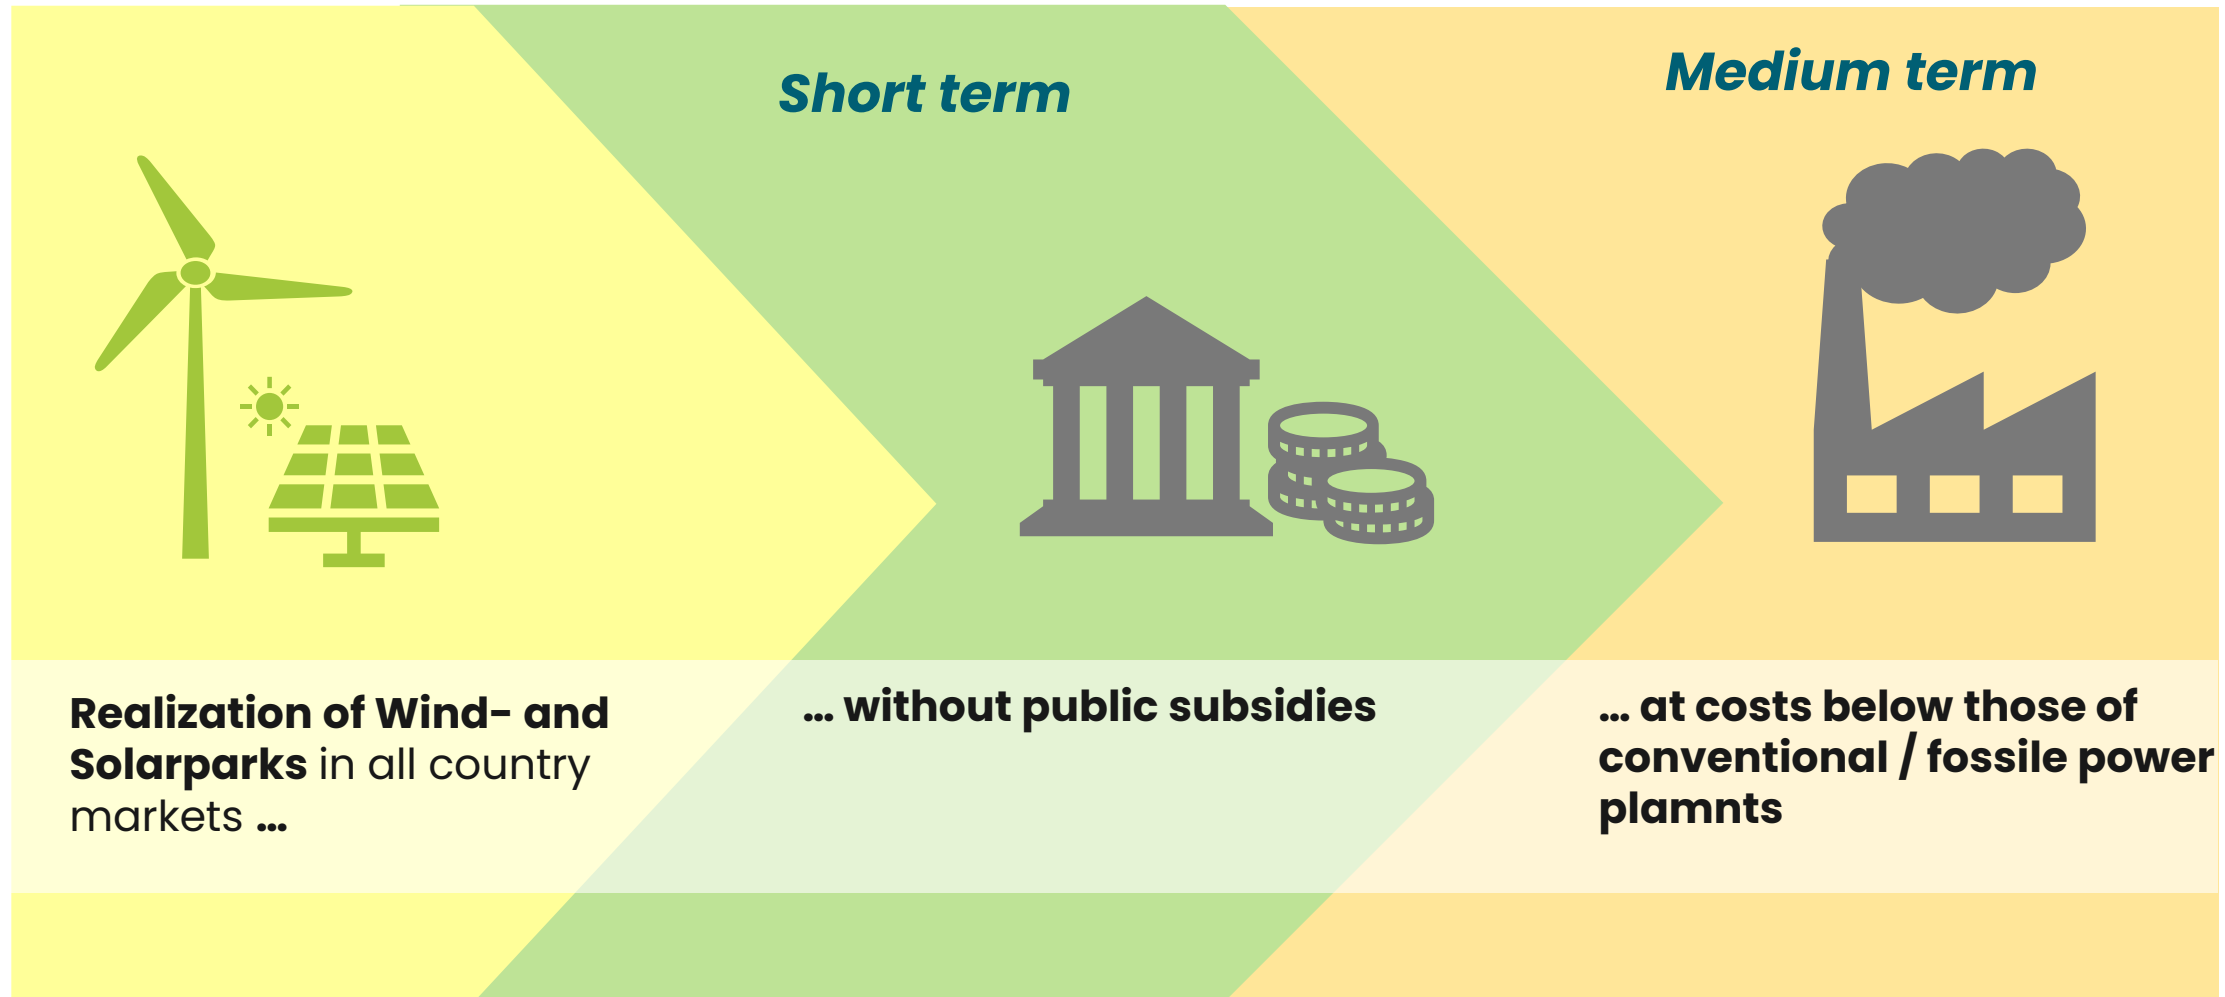 Short term
Medium term
Realization of Wind- and
Solarparks in all country
markets ...
... without public subsidies
... at costs below those of
conventional / fossile power
plamnts